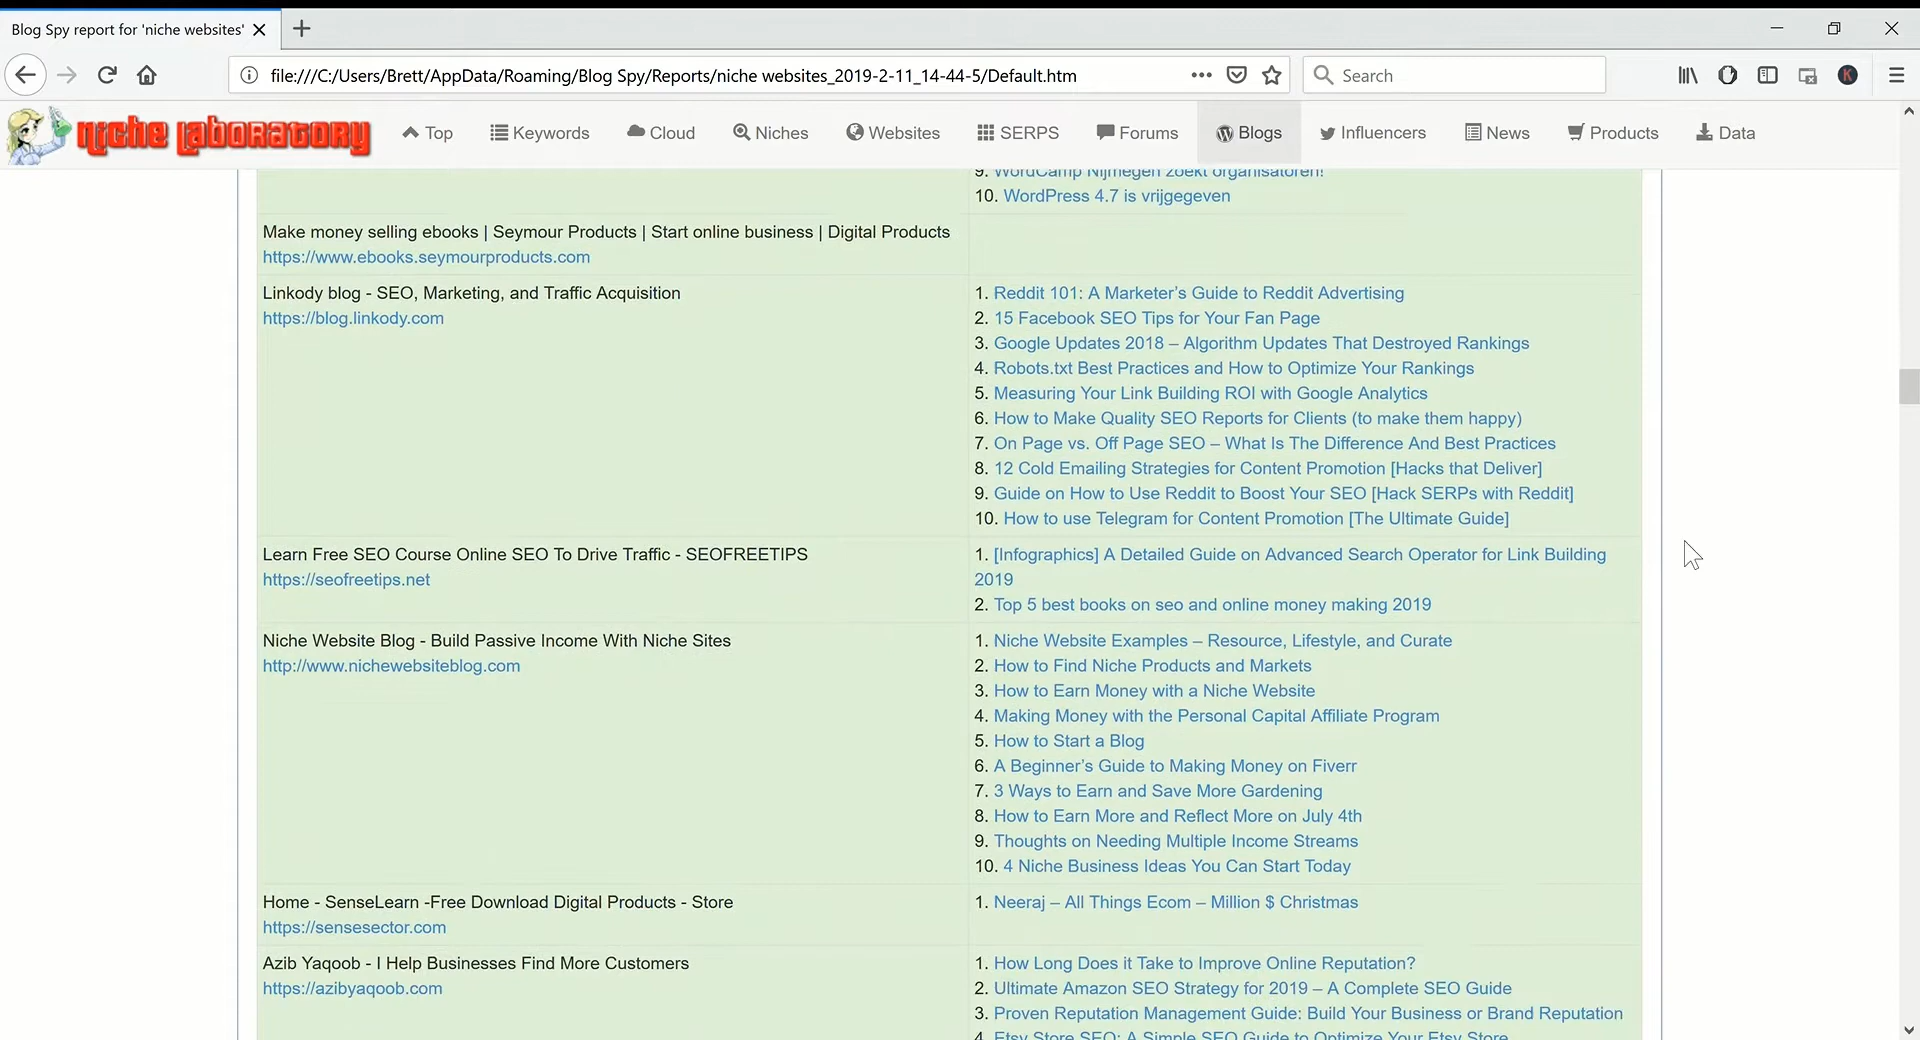 Blog Spy report for 'niche websites'
file:///C:/Users/Brett/AppData/Roaming/Blog Spy/Reports/niche websites_2019-2-11_14-44-5/Default.htm
Search
K
Niche Laboratory
Top
Keywords
Cloud
Niches
Websites
SERPS
Forums
Blogs
Influencers
News
Products
Data
9. WordCamp Nijmegen zoekt organisatoren!
10. WordPress 4.7 is vrijgegeven
Make money selling ebooks | Seymour Products | Start online business | Digital Products
https://www.ebooks.seymourproducts.com
Linkody blog - SEO, Marketing, and Traffic Acquisition
https://blog.linkody.com
1. Reddit 101: A Marketer’s Guide to Reddit Advertising
2. 15 Facebook SEO Tips for Your Fan Page
3. Google Updates 2018 – Algorithm Updates That Destroyed Rankings
4. Robots.txt Best Practices and How to Optimize Your Rankings
5. Measuring Your Link Building ROI with Google Analytics
6. How to Make Quality SEO Reports for Clients (to make them happy)
7. On Page vs. Off Page SEO – What Is The Difference And Best Practices
8. 12 Cold Emailing Strategies for Content Promotion [Hacks that Deliver]
9. Guide on How to Use Reddit to Boost Your SEO [Hack SERPs with Reddit]
10. How to use Telegram for Content Promotion [The Ultimate Guide]
Learn Free SEO Course Online SEO To Drive Traffic - SEOFREETIPS
https://seofreetips.net
1. [Infographics] A Detailed Guide on Advanced Search Operator for Link Building
2019
2. Top 5 best books on seo and online money making 2019
Niche Website Blog - Build Passive Income With Niche Sites
http://www.nichewebsiteblog.com
1. Niche Website Examples – Resource, Lifestyle, and Curate
2. How to Find Niche Products and Markets
3. How to Earn Money with a Niche Website
4. Making Money with the Personal Capital Affiliate Program
5. How to Start a Blog
6. A Beginner’s Guide to Making Money on Fiverr
7. 3 Ways to Earn and Save More Gardening
8. How to Earn More and Reflect More on July 4th
9. Thoughts on Needing Multiple Income Streams
10. 4 Niche Business Ideas You Can Start Today
Home - SenseLearn -Free Download Digital Products - Store
https://sensesector.com
1. Neeraj – All Things Ecom – Million $ Christmas
Azib Yaqoob - I Help Businesses Find More Customers
https://azibyaqoob.com
1. How Long Does it Take to Improve Online Reputation?
2. Ultimate Amazon SEO Strategy for 2019 – A Complete SEO Guide
3. Proven Reputation Management Guide: Build Your Business or Brand Reputation
4. Etsy Store SEO: A Simple SEO Guide to Optimize Your Etsy Store